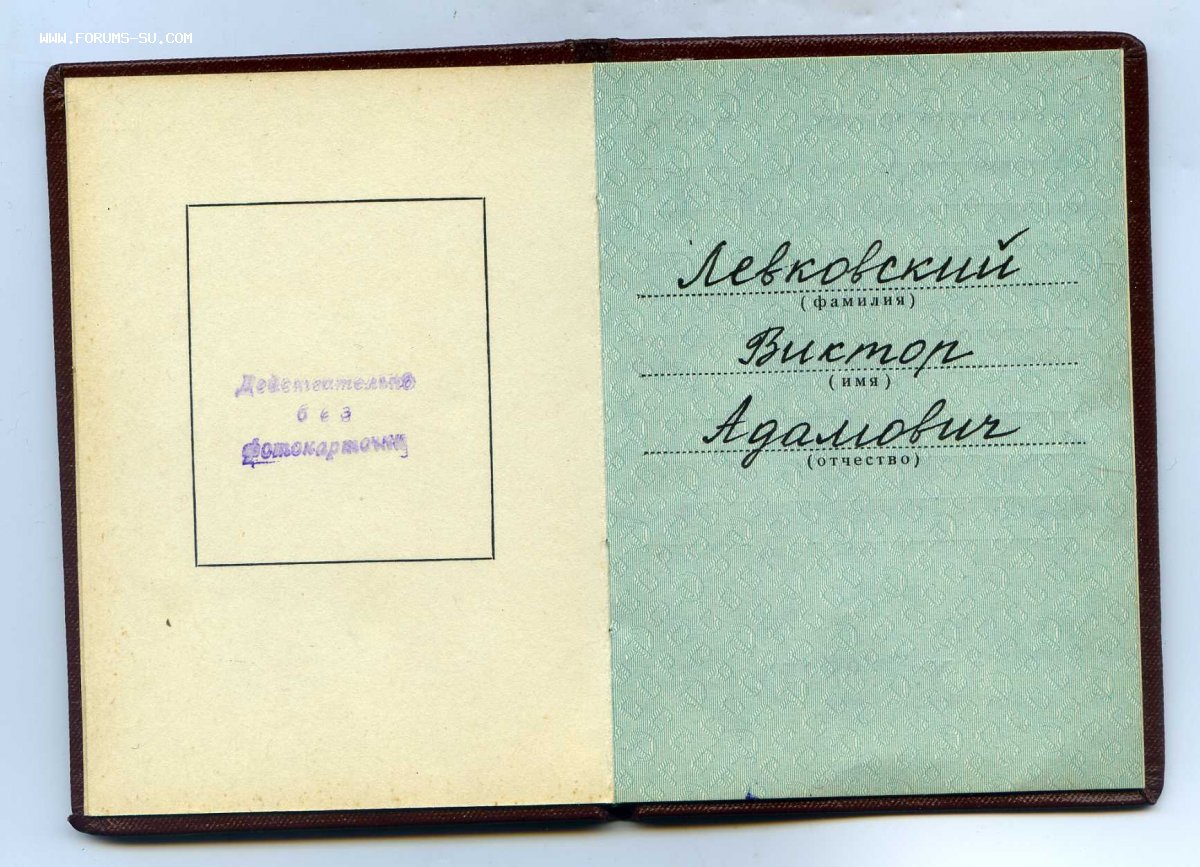 WWW.FORUMS-SU.COM
Действительно
без
фотокарточки
Левковский
(фамилия)
Виктор
(имя)
Адамович
(отчество)